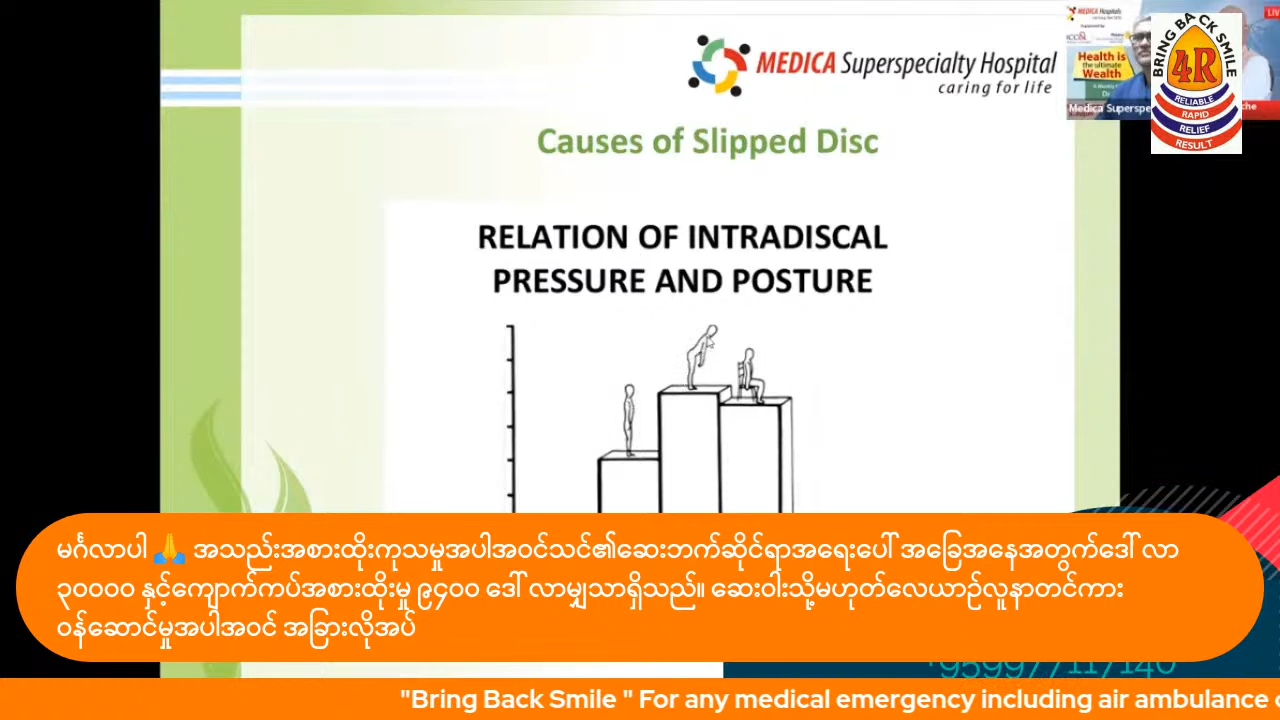 MEDICA Superspecialty Hospital
caring for life
Causes of Slipped Disc
RELATION OF INTRADISCAL
PRESSURE AND POSTURE
MEDICA Hospitals
Health is
the ultimate
Wealth
Medica Superspe
LIV
BRING BACK SMILE
4R
RELIABLE
RAPID
RELIEF
RESULT
မင်္ဂလာပါ 🙏 အသည်းအစားထိုးကုသမှုအပါအဝင်သင်၏ဆေးဘက်ဆိုင်ရာအရေးပေါ် အခြေအနေအတွက်ဒေါ် လာ
၃၀၀၀၀ နှင့်ကျောက်ကပ်အစားထိုးမှု ၉၄၀၀ ဒေါ် လာမျှသာရှိသည်။ ဆေးဝါးသို့မဟုတ်လေယာဉ်လူနာတင်ကား
ဝန်ဆောင်မှုအပါအဝင် အခြားလိုအပ်
+959977117140
"Bring Back Smile " For any medical emergency including air ambulance